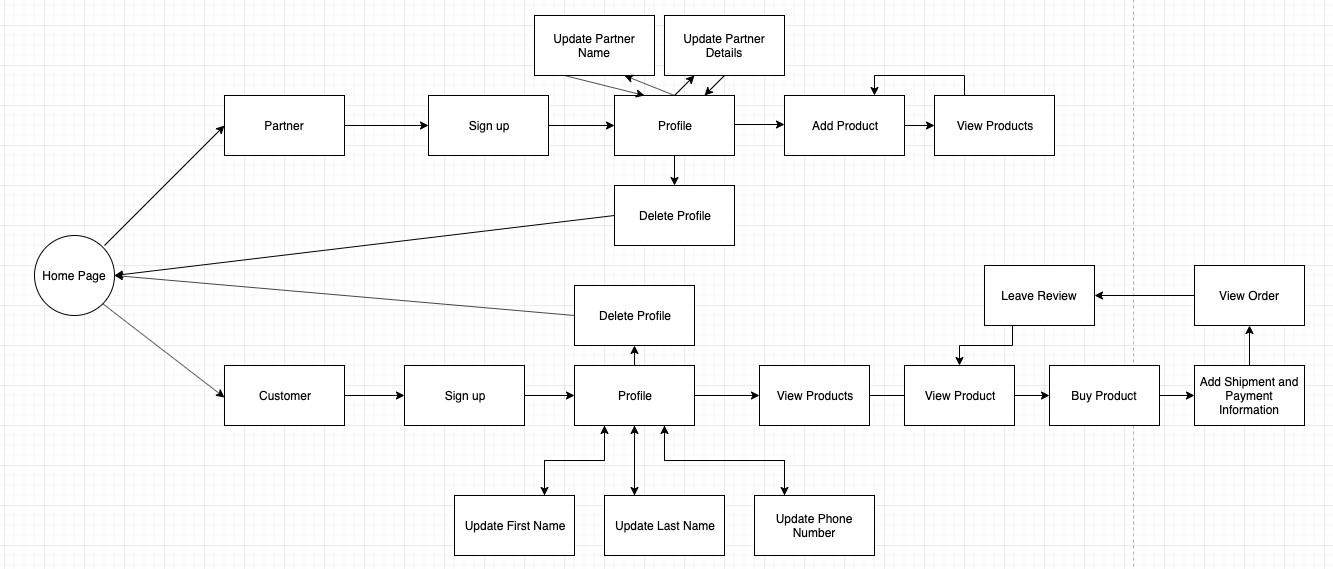 Update Partner
Name
Update Partner
Details
Partner
Sign up
Profile
Add Product
View Products
Delete Profile
Home Page
Delete Profile
Leave Review
View Order
Customer
Sign up
Profile
View Products
View Product
Buy Product
Add Shipment and
Payment
Information
Update First Name
Update Last Name
Update Phone
Number